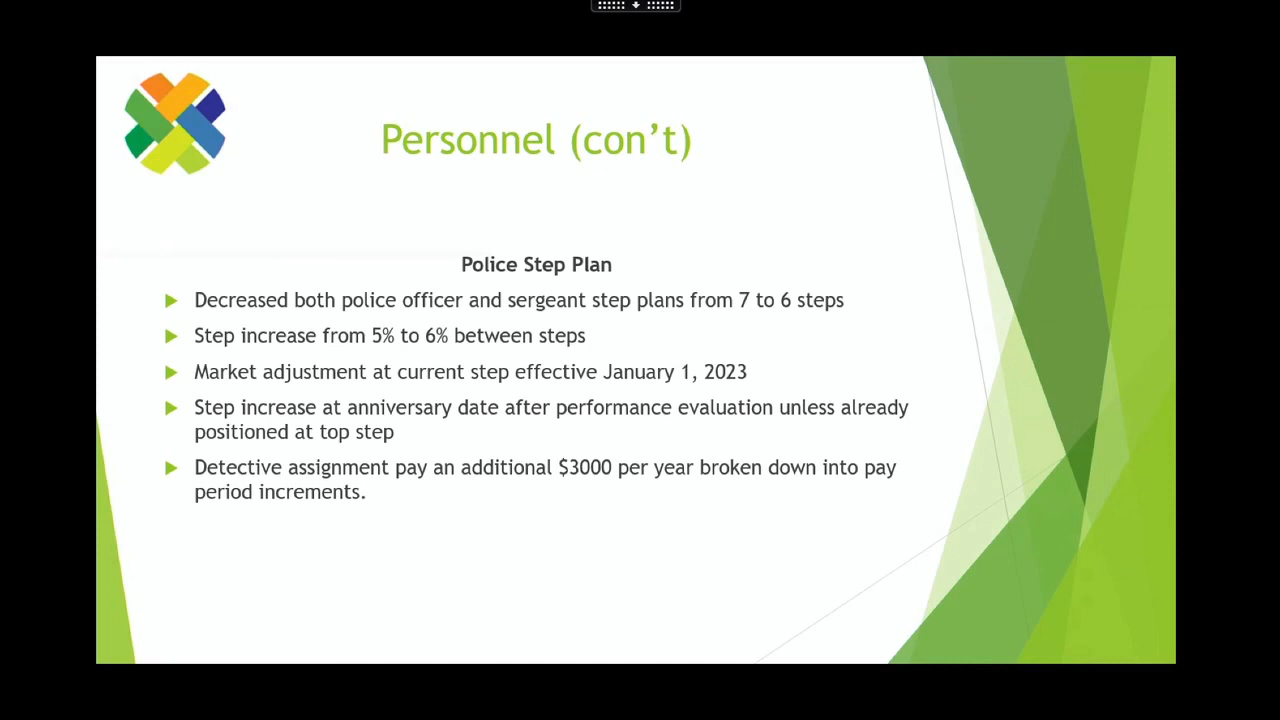 Personnel (con’t)
Police Step Plan
Decreased both police officer and sergeant step plans from 7 to 6 steps
Step increase from 5% to 6% between steps
Market adjustment at current step effective January 1, 2023
Step increase at anniversary date after performance evaluation unless already
positioned at top step
Detective assignment pay an additional $3000 per year broken down into pay
period increments.